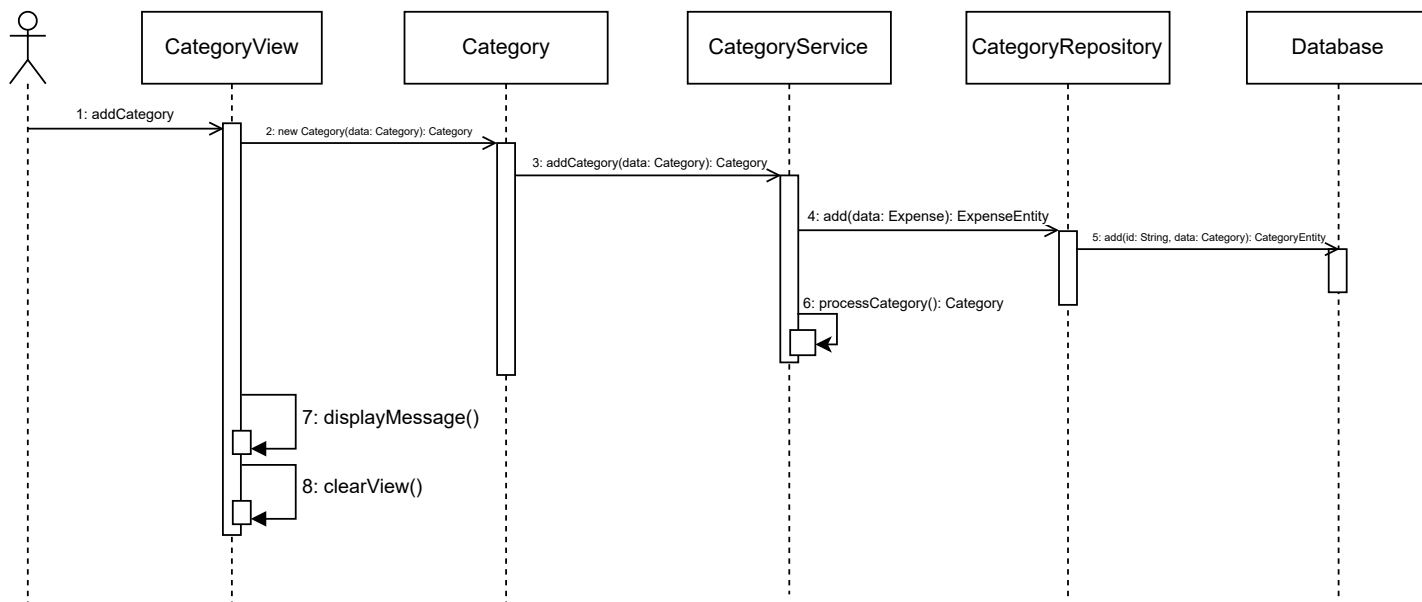 CategoryView
Category
CategoryService
CategoryRepository
Database
1: addCategory
2: new Category(data: Category): Category
3: addCategory(data: Category): Category
4: add(data: Expense): ExpenseEntity
5: add(id: String, data: Category): CategoryEntity
6: processCategory(): Category
7: displayMessage()
8: clearView()